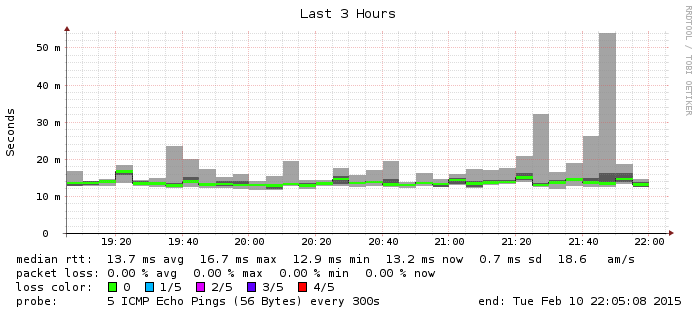 Last 3 Hours
RRDTOOL / TOBI OETIKER
Seconds
50 m
40 m
30 m
20 m
10 m
0
19:20 19:40 20:00 20:20 20:40 21:00 21:20 21:40 22:00
median rtt: 13.7 ms avg 16.7 ms max 12.9 ms min 13.2 ms now 0.7 ms sd 18.6 am/s
packet loss: 0.00 % avg 0.00 % max 0.00 % min 0.00 % now
loss color: 0 1/5 2/5 3/5 4/5
probe: 5 ICMP Echo Pings (56 Bytes) every 300s end: Tue Feb 10 22:05:08 2015